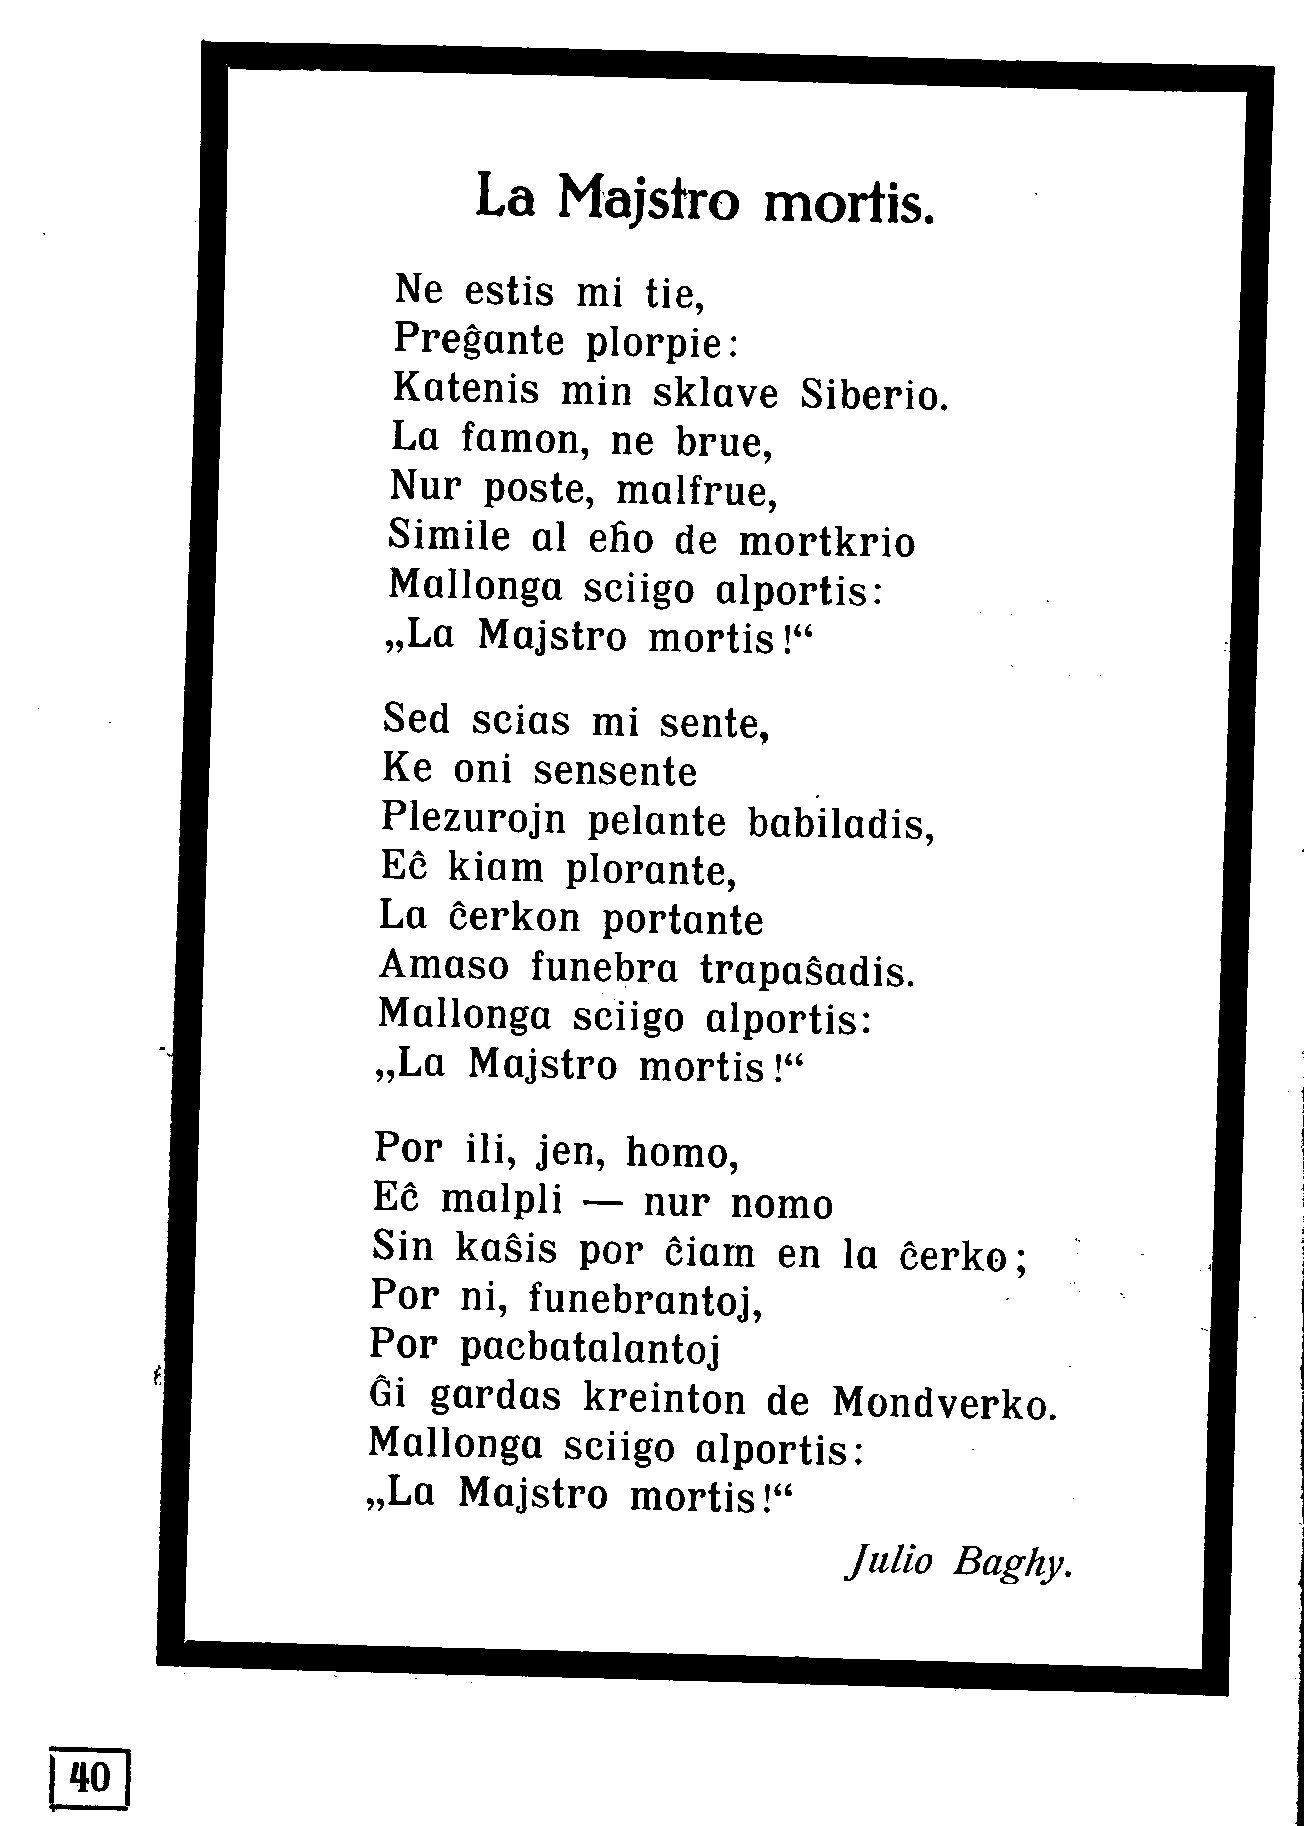 La Majstro mortis.
Ne estis mi tie,
Preĝante plorpie:
Katenis min sklave Siberio.
La famon, ne brue,
Nur poste, malfrue,
Simile al eĥo de mortkrio
Mallonga sciigo alportis:
„La Majstro mortis!“
Sed scias mi sente,
Ke oni sensente
Plezurojn pelante babiladis,
Eĉ kiam plorante,
La ĉerkon portante
Amaso funebra trapaŝadis.
Mallonga sciigo alportis:
„La Majstro mortis!“
Por ili, jen, homo,
Eĉ malpli — nur nomo
Sin kaŝis por ĉiam en la ĉerko;
Por ni, funebrantoj,
Por pacbatalantoj
Ĝi gardas kreinton de Mondverko.
Mallonga sciigo alportis:
„La Majstro mortis!“
Julio Baghy.
40